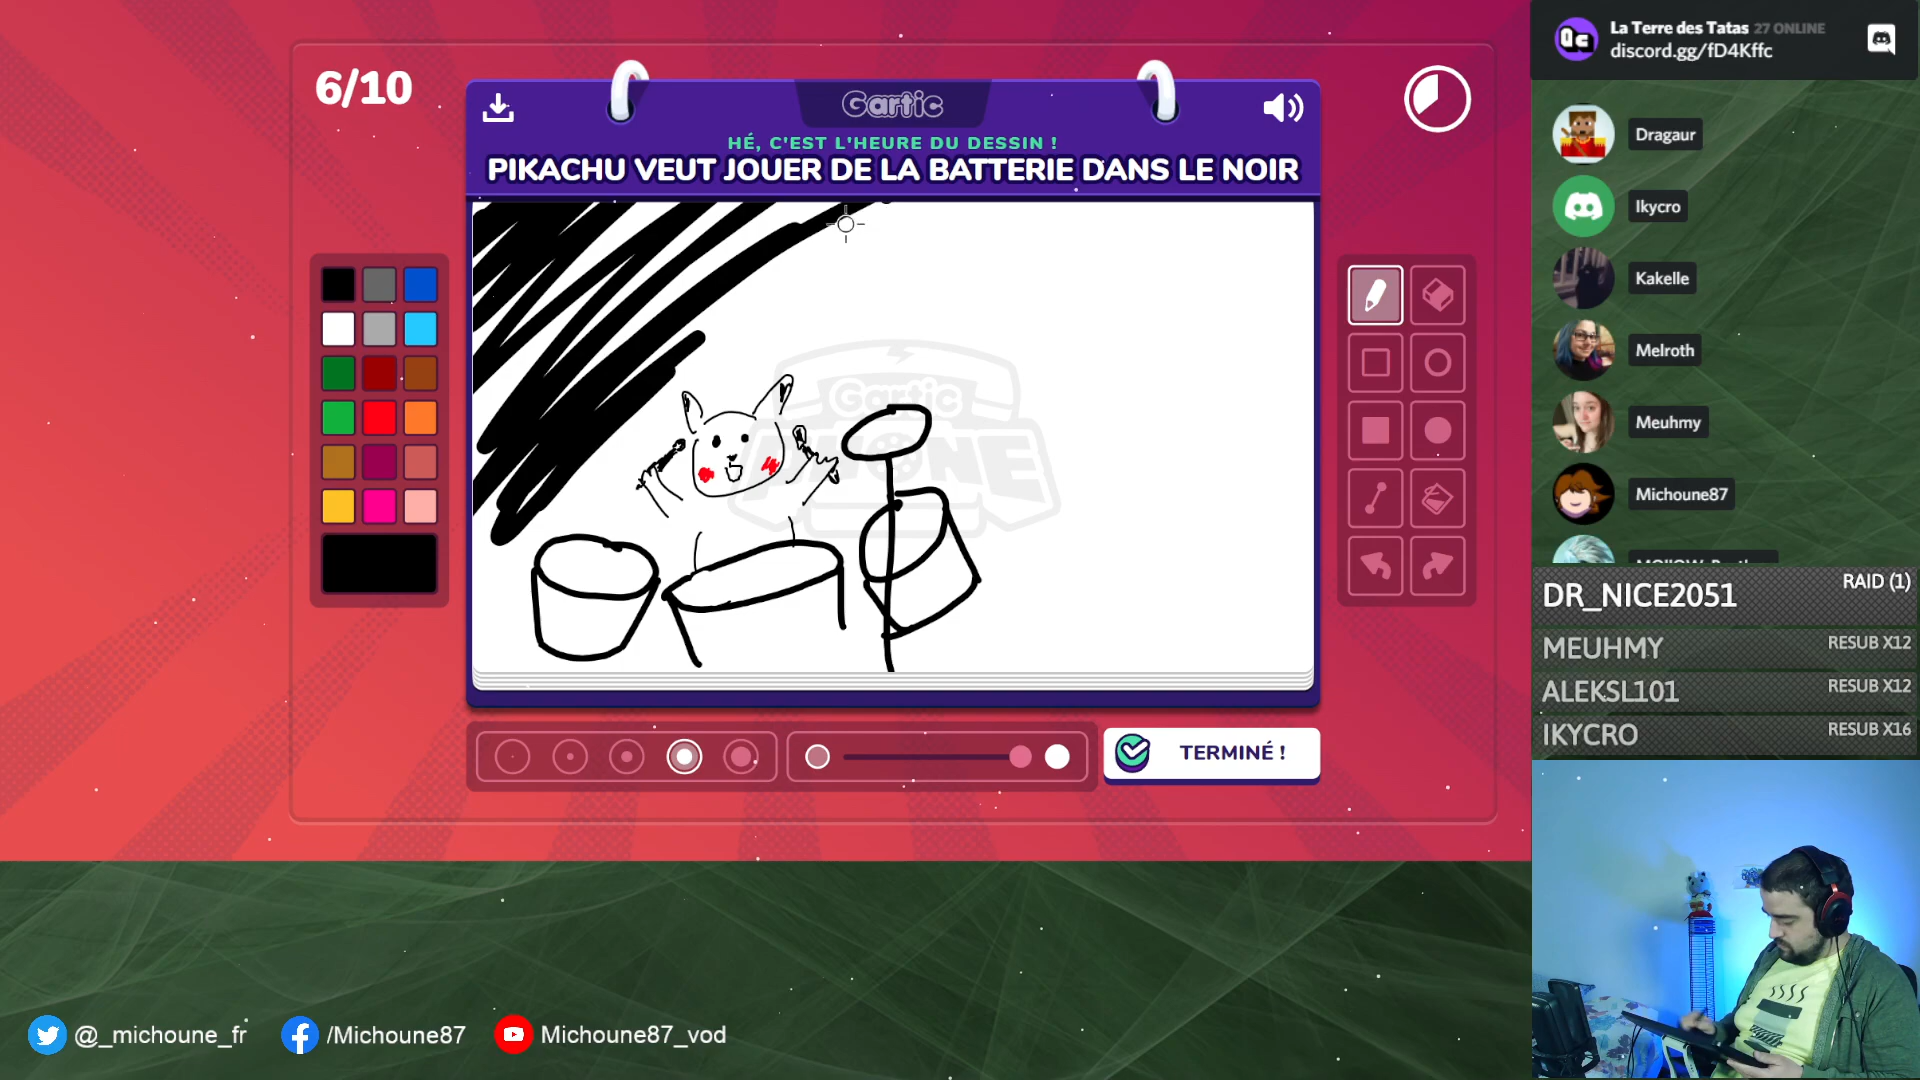 6/10
Gartic
HÉ, C'EST L'HEURE DU DESSIN !
PIKACHU VEUT JOUER DE LA BATTERIE DANS LE NOIR
Gartic
PHONE
TERMINÉ !
La Terre des Tatas 27 ONLINE
discord.gg/fD4Kffc
Dragaur
Ikycro
Kakelle
Melroth
Meuhmy
Michoune87
DR_NICE2051 RAID (1)
MEUHMY RESUB X12
ALEKSL101 RESUB X12
IKYCRO RESUB X16
@_michoune_fr
/Michoune87
Michoune87_vod